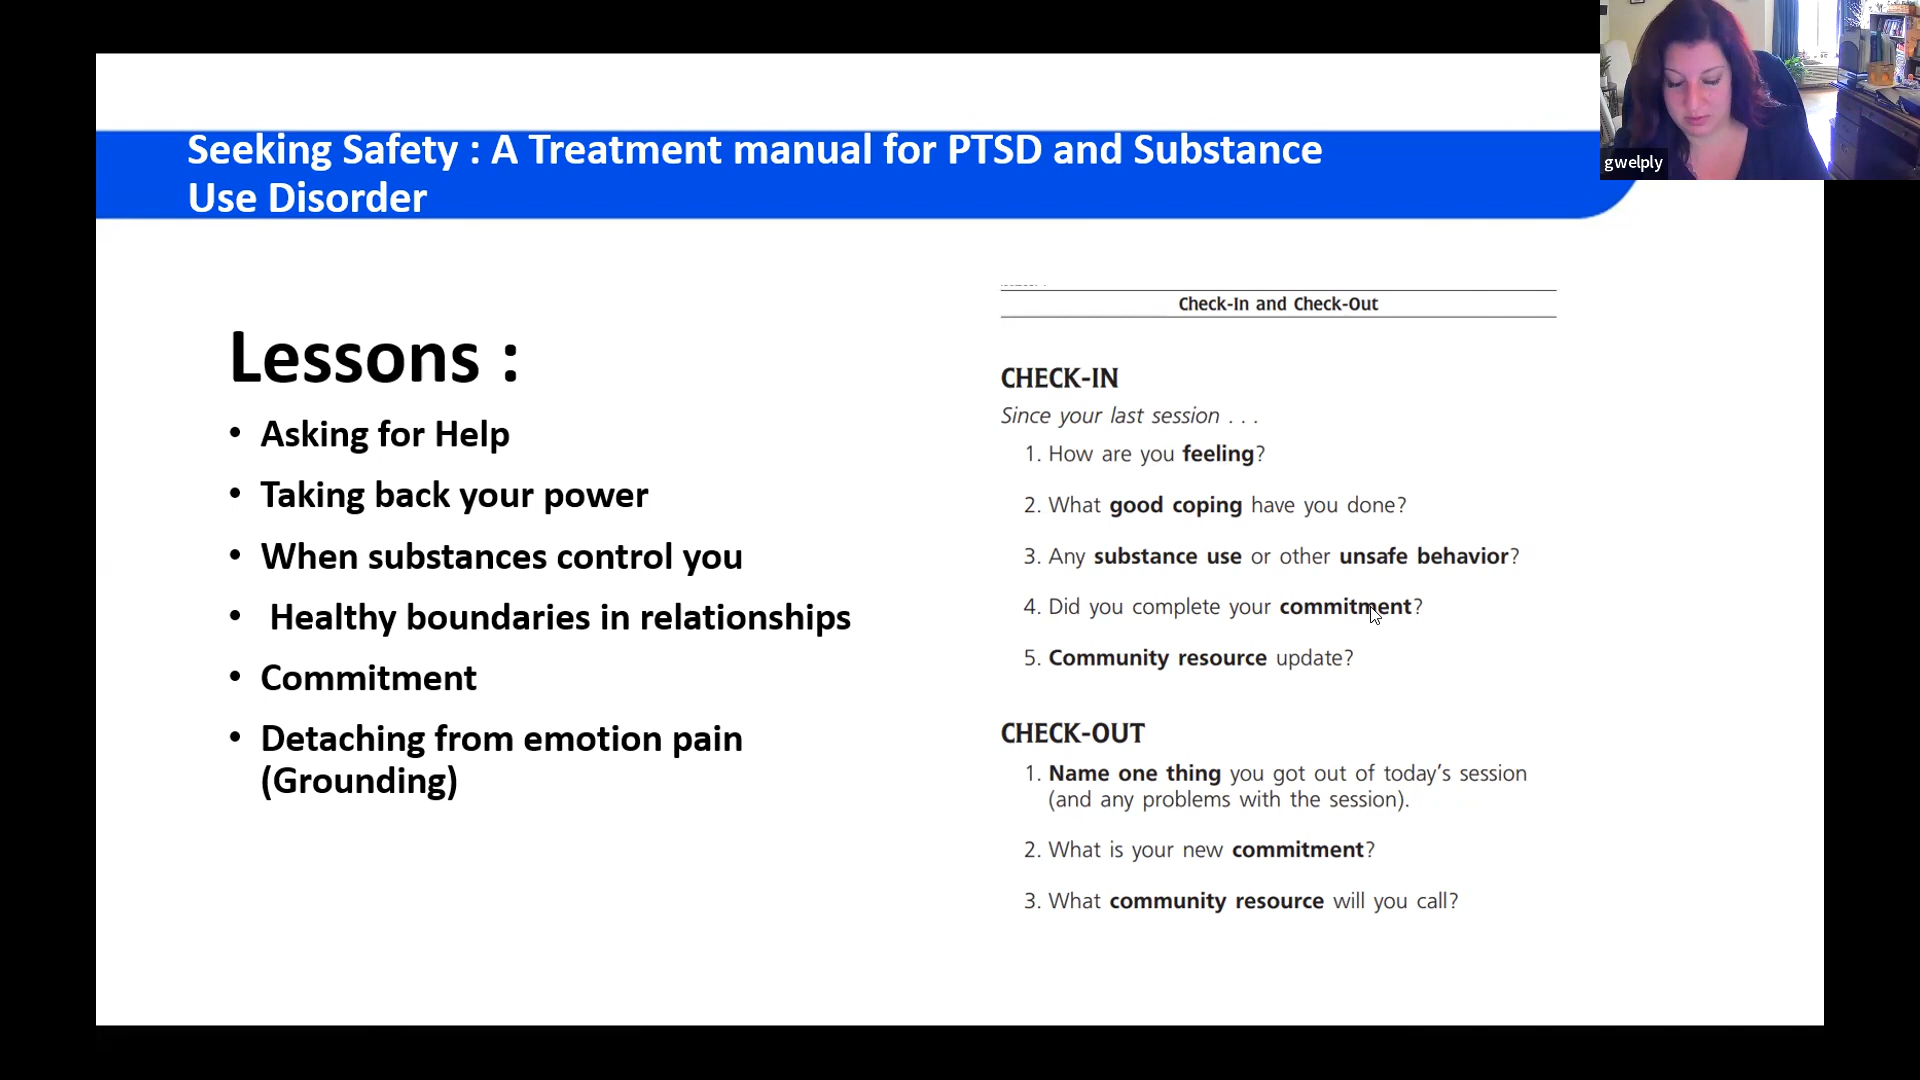 Seeking Safety : A Treatment manual for PTSD and Substance
Use Disorder
gwelply
Lessons :
• Asking for Help
• Taking back your power
• When substances control you
• Healthy boundaries in relationships
• Commitment
• Detaching from emotion pain
(Grounding)
Check-In and Check-Out
CHECK-IN
Since your last session . . .
1. How are you feeling?
2. What good coping have you done?
3. Any substance use or other unsafe behavior?
4. Did you complete your commitment?
5. Community resource update?
CHECK-OUT
1. Name one thing you got out of today’s session
(and any problems with the session).
2. What is your new commitment?
3. What community resource will you call?